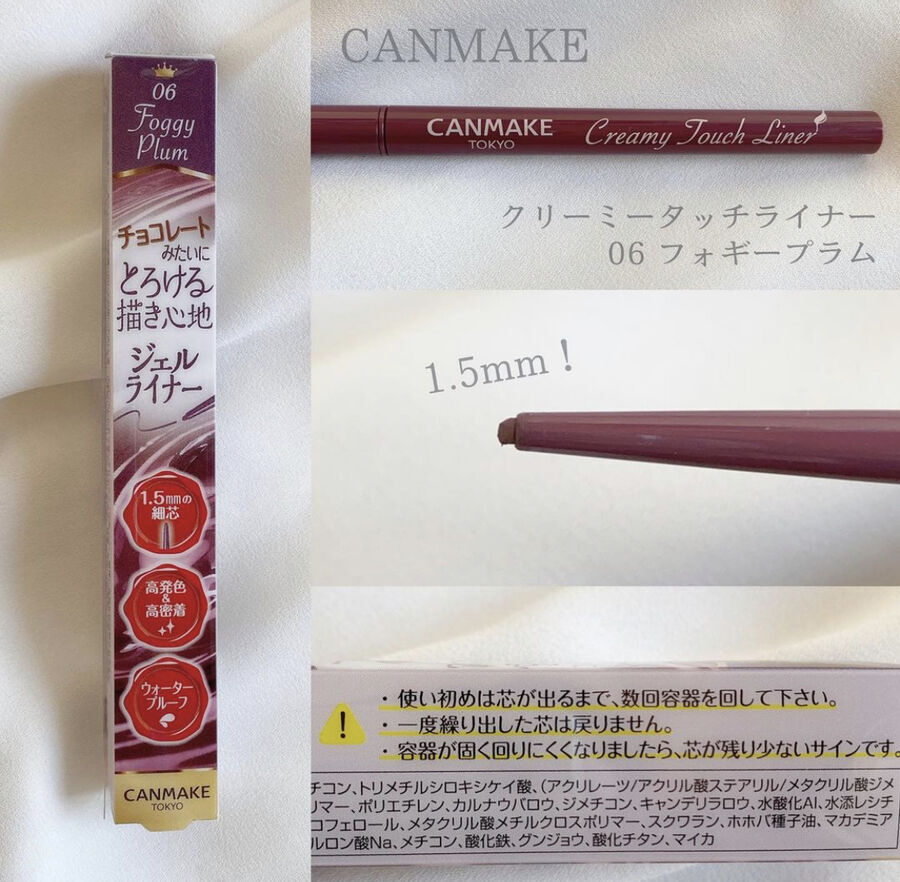 06
Foggy
Plum
チョコレート
みたいに
とろける
描き心地
ジェル
ライナー
1.5mmの
細芯
高発色
&
高密着
ウォーター
プルーフ
CANMAKE
TOKYO
CANMAKE
CANMAKE
TOKYO
Creamy Touch Liner
クリーミータッチライナー
06 フォギープラム
1.5mm！
・使い初めは芯が出るまで、数回容器を回して下さい。
・一度繰り出した芯は戻りません。
・容器が固く回りにくくなりましたら、芯が残り少ないサインです。
チコン、トリメチルシロキシケイ酸、(アクリレーツ/アクリル酸ステアリル/メタクリル酸ジメ
リマー、ポリエチレン、カルナウバロウ、ジメチコン、キャンデリラロウ、水酸化Al、水添レシチ
コフェロール、メタクリル酸メチルクロスポリマー、スクワラン、ホホバ種子油、マカデミア
ルロン酸Na、メチコン、酸化鉄、グンジョウ、酸化チタン、マイカ